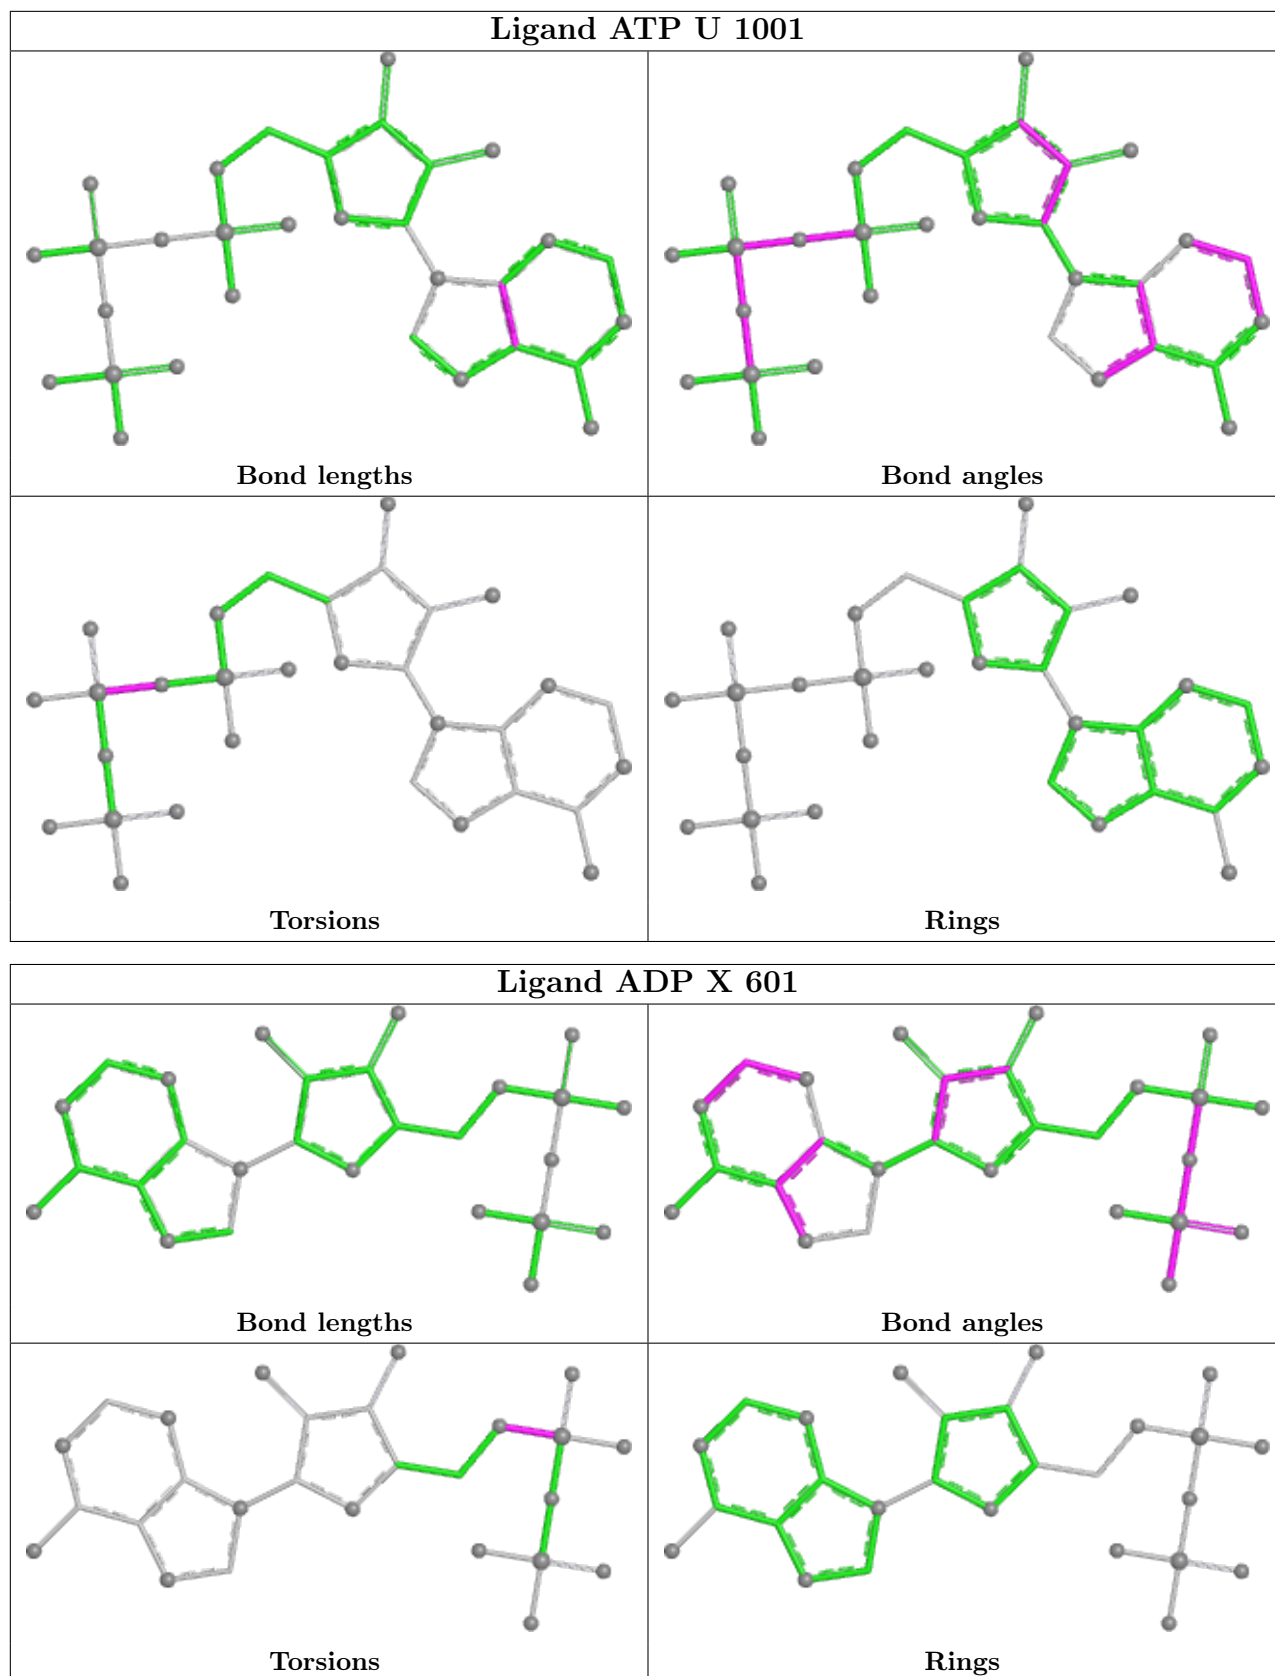 Ligand ATP U 1001
Bond lengths
Bond angles
Torsions
Rings
Ligand ADP X 601
Bond lengths
Bond angles
Torsions
Rings